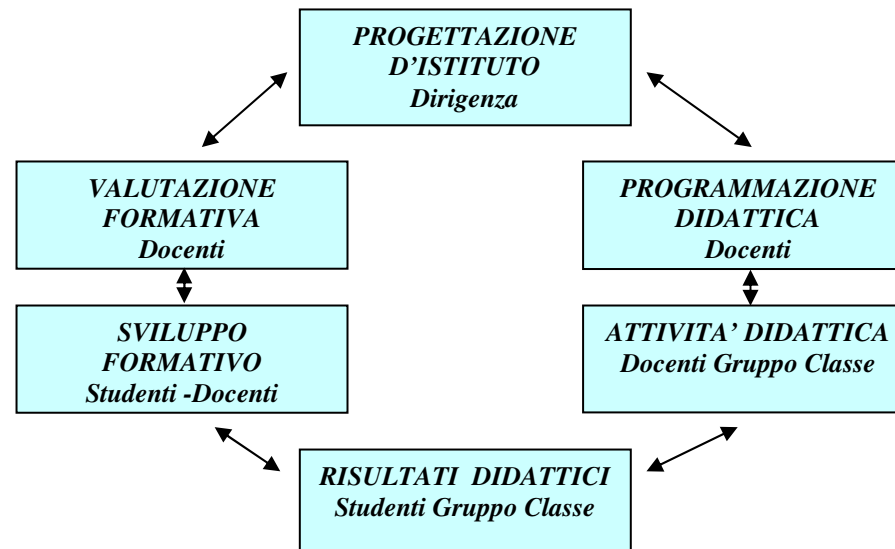 PROGETTAZIONE
D'ISTITUTO
Dirigenza
VALUTAZIONE
FORMATIVA
Docenti
PROGRAMMAZIONE
DIDATTICA
Docenti
SVILUPPO
FORMATIVO
Studenti -Docenti
ATTIVITA' DIDATTICA
Docenti Gruppo Classe
RISULTATI DIDATTICI
Studenti Gruppo Classe